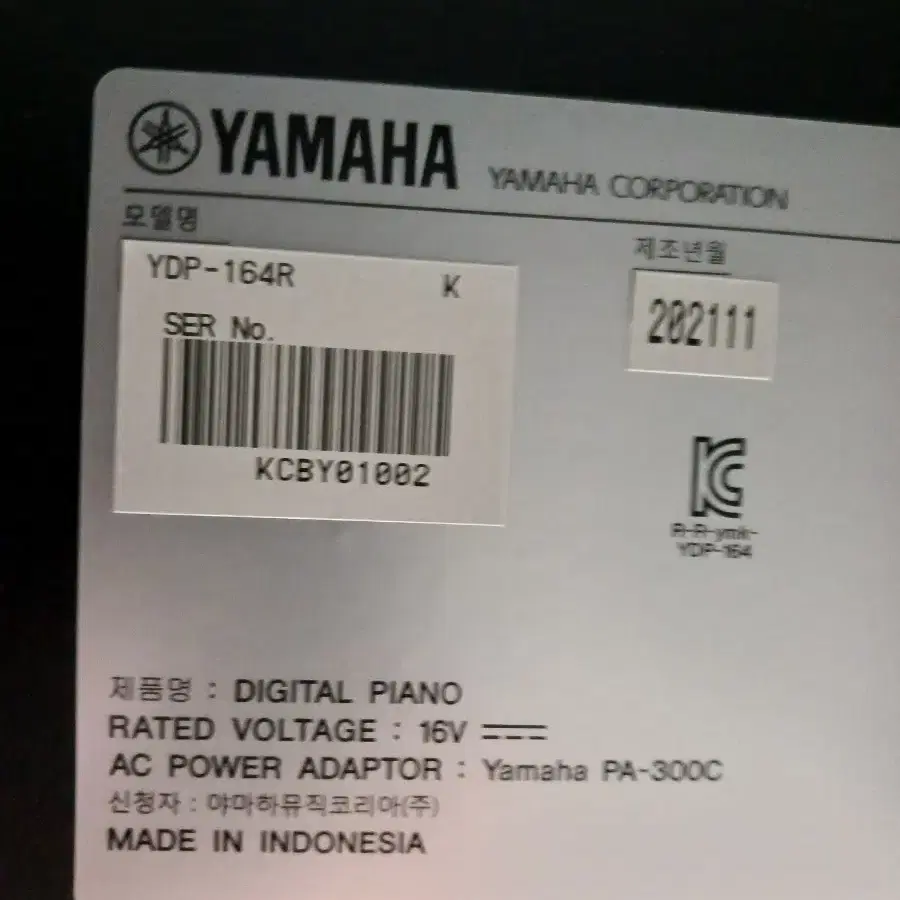 YAMAHA YAMAHA CORPORATION
모델명
제조년월
YDP-164R K
202111
SER No.
KCBY01002
R-R-ymk-
YDP-164
제품명 : DIGITAL PIANO
RATED VOLTAGE : 16V
AC POWER ADAPTOR : Yamaha PA-300C
신청자 : 야마하뮤직코리아(주)
MADE IN INDONESIA